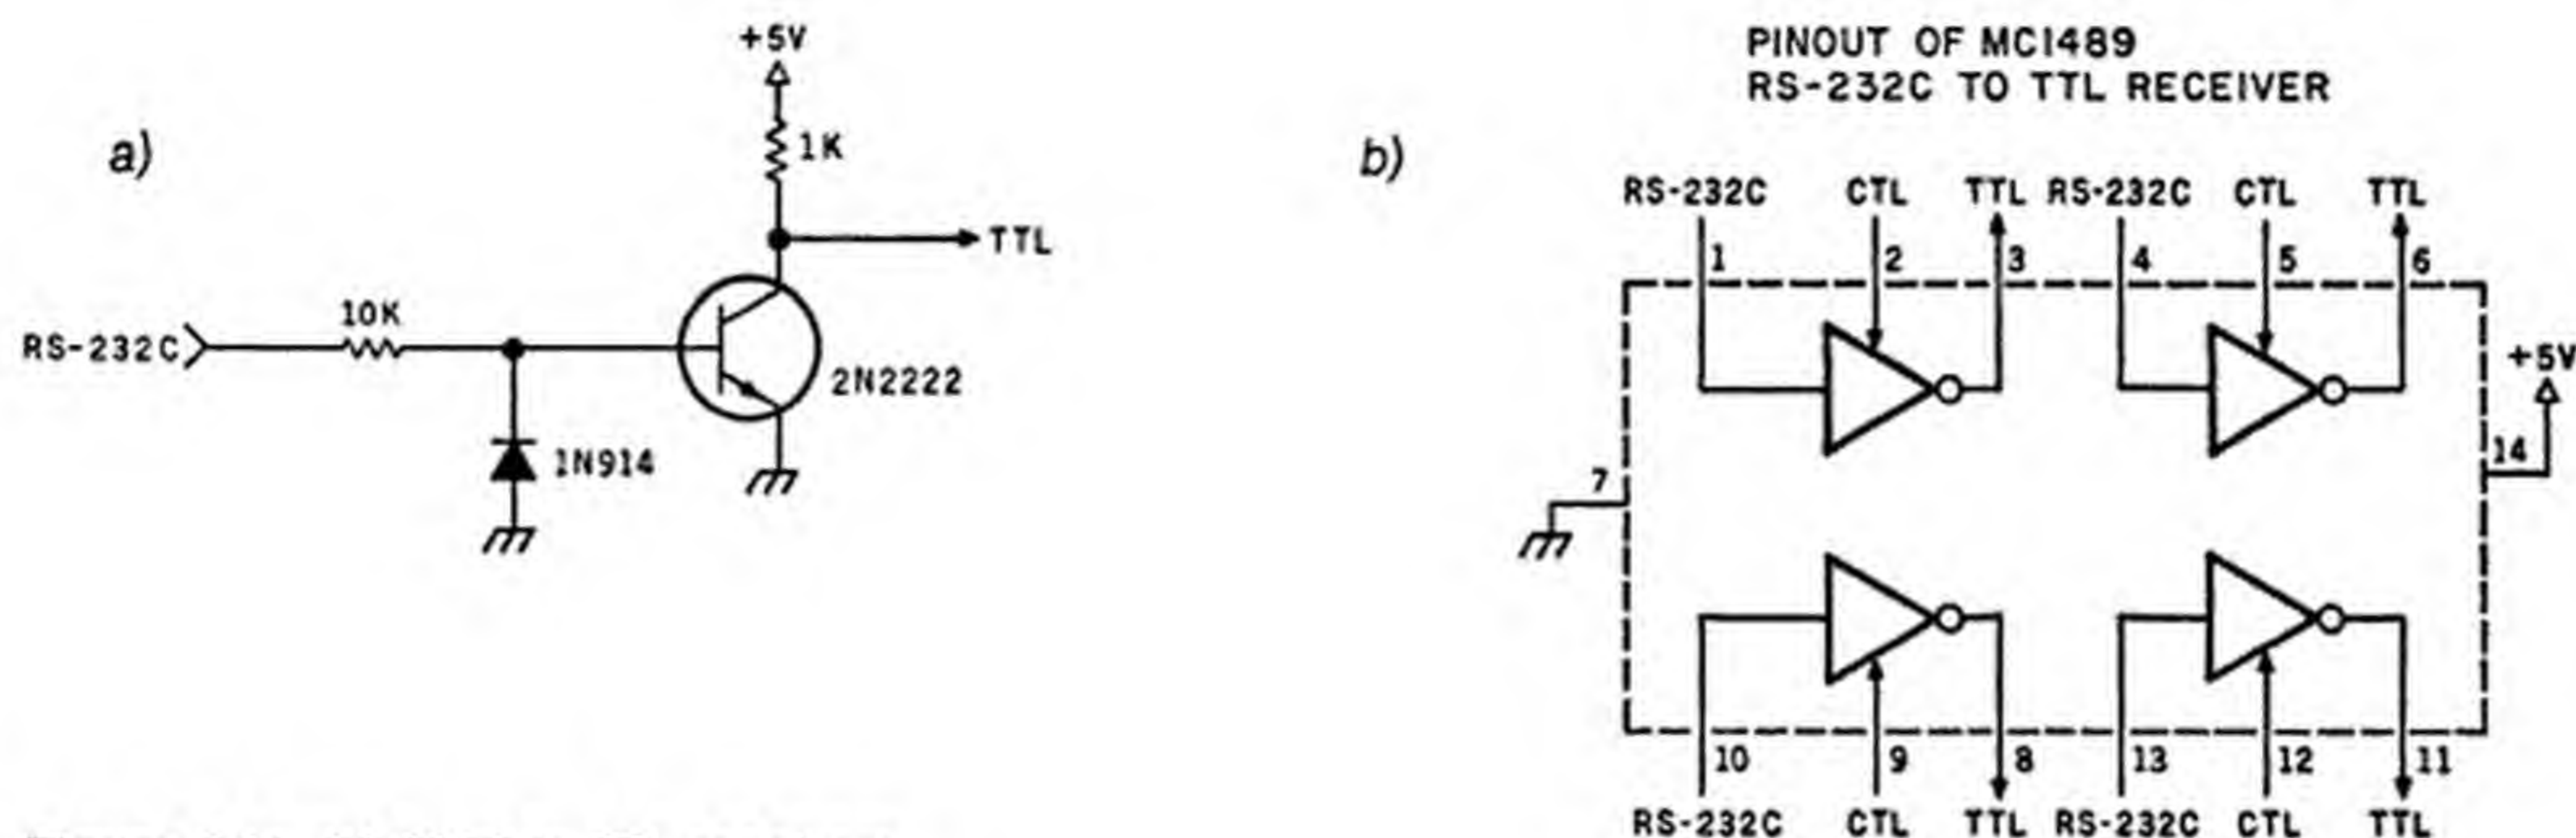 a)
+5V
1K
TTL
RS-232C
10K
2N2222
1N914
b)
PINOUT OF MC1489
RS-232C TO TTL RECEIVER
RS-232C CTL TTL RS-232C CTL TTL
1 2 3 4 5 6
+5V
14
7
10 9 8 13 12 11
RS-232C CTL TTL RS-232C CTL TTL